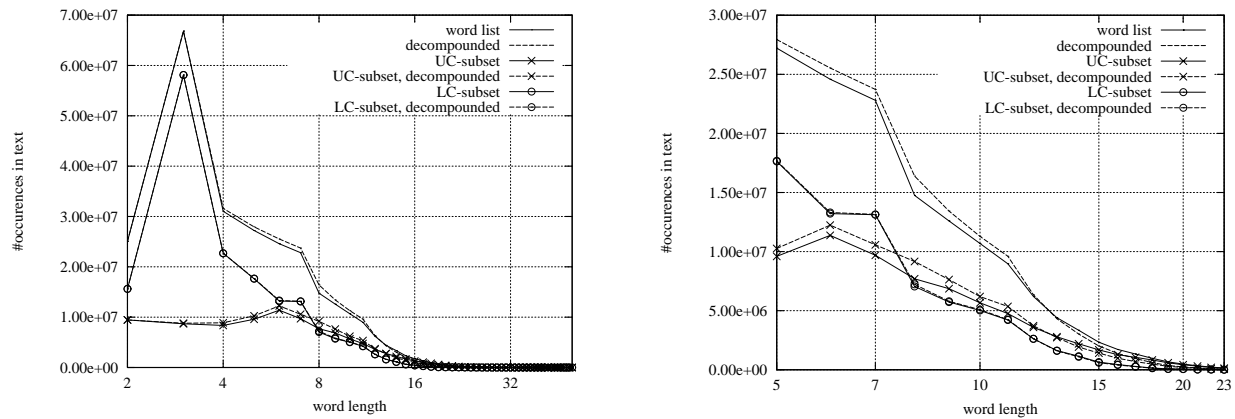 7.00e+07
6.00e+07
5.00e+07
4.00e+07
3.00e+07
2.00e+07
1.00e+07
0.00e+00
#occurences in text
2
4
8
16
32
word length
word list
decompounded
UC-subset
UC-subset, decompounded
LC-subset
LC-subset, decompounded
3.00e+07
2.50e+07
2.00e+07
1.50e+07
1.00e+07
5.00e+06
0.00e+00
#occurences in text
5
7
10
15
20
23
word length
word list
decompounded
UC-subset
UC-subset, decompounded
LC-subset
LC-subset, decompounded